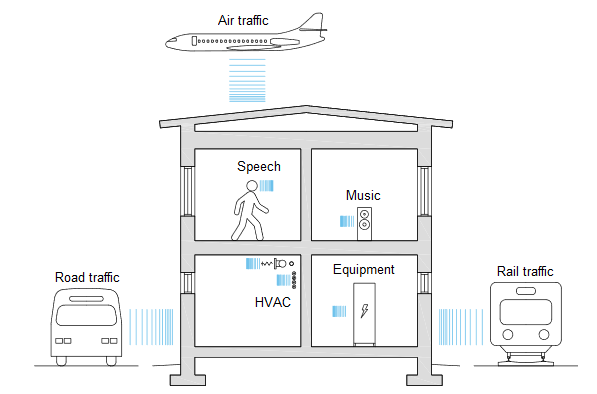 Air traffic
Speech
Music
Road traffic
HVAC
Equipment
Rail traffic